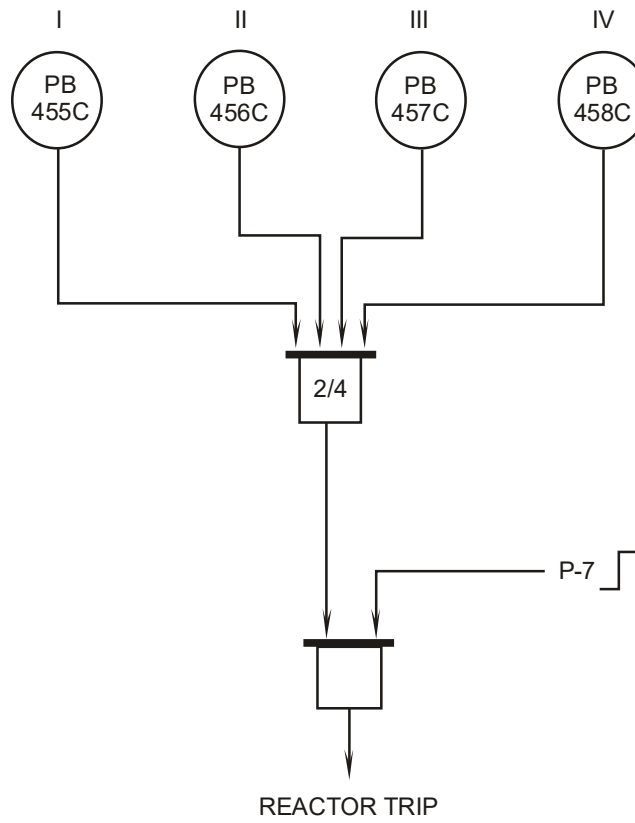 I II III IV
PB PB PB PB
455C 456C 457C 458C
2/4
P-7
REACTOR TRIP